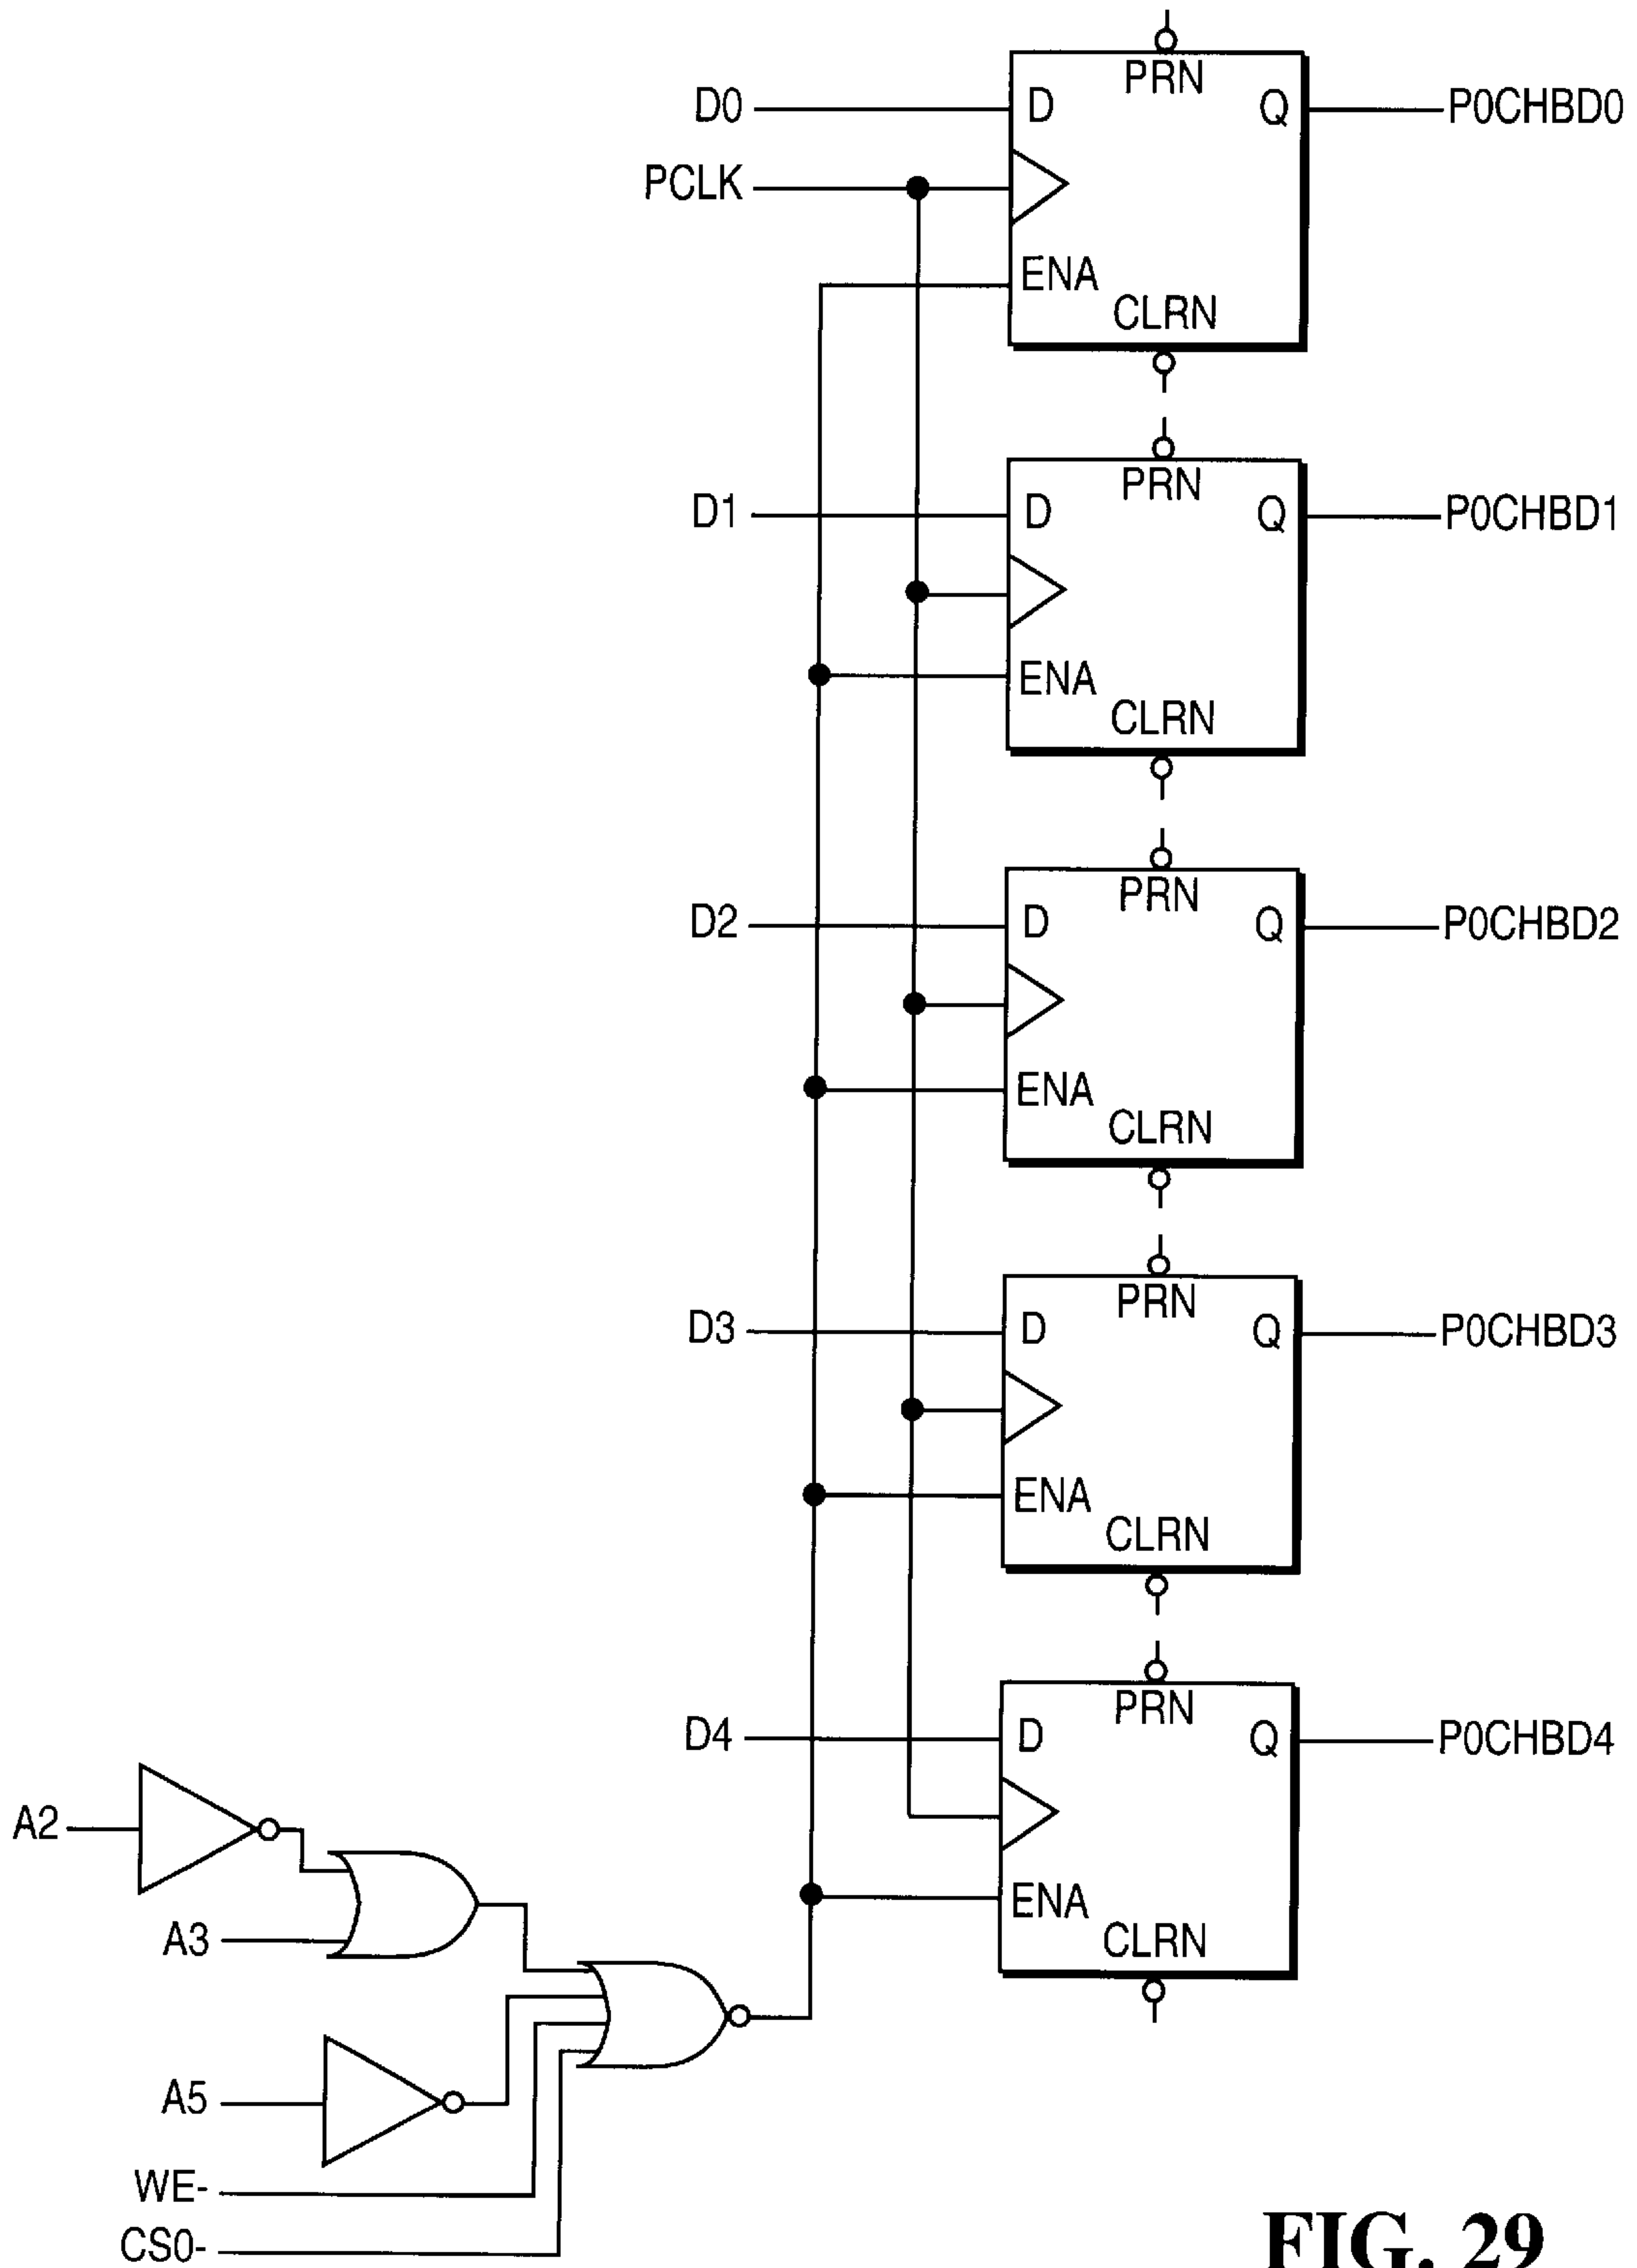 PRN
D0 D Q P0CHBD0
PCLK
ENA
CLRN
PRN
D1 D Q P0CHBD1
ENA
CLRN
PRN
D2 D Q P0CHBD2
ENA
CLRN
PRN
D3 D Q P0CHBD3
ENA
CLRN
PRN
D4 D Q P0CHBD4
A2
ENA
A3 CLRN
A5
WE-
CS0-
FIG. 29